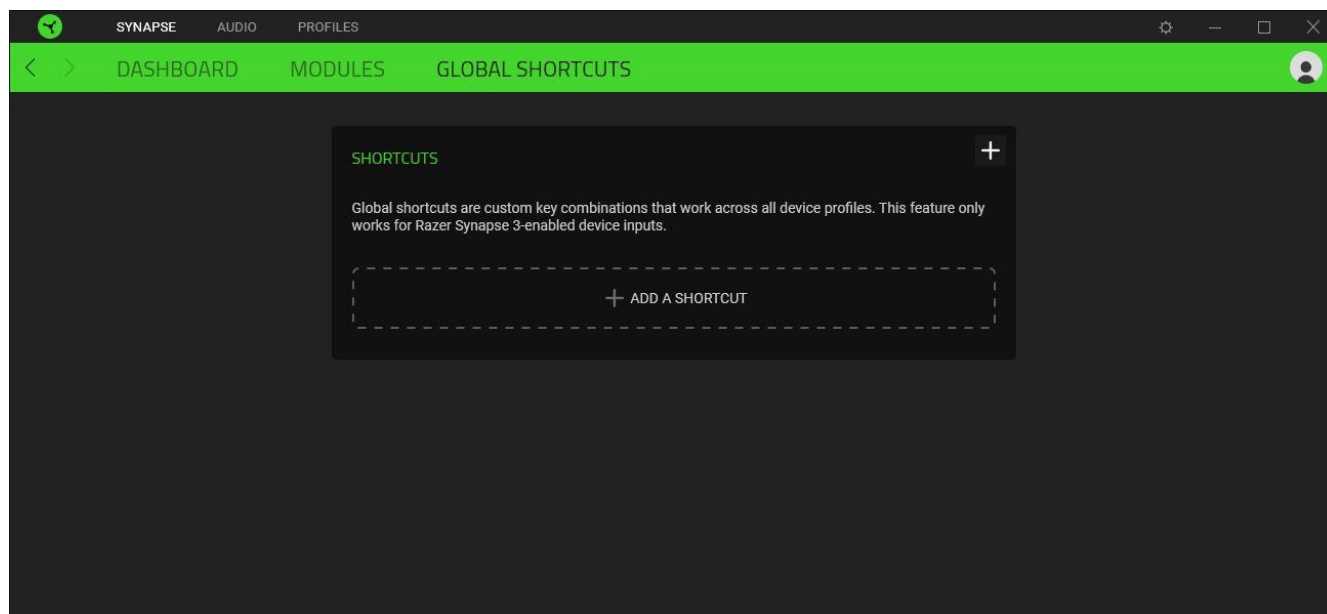 SYNAPSE AUDIO PROFILES
DASHBOARD MODULES GLOBAL SHORTCUTS
SHORTCUTS
Global shortcuts are custom key combinations that work across all device profiles. This feature only
works for Razer Synapse 3-enabled device inputs.
ADD A SHORTCUT